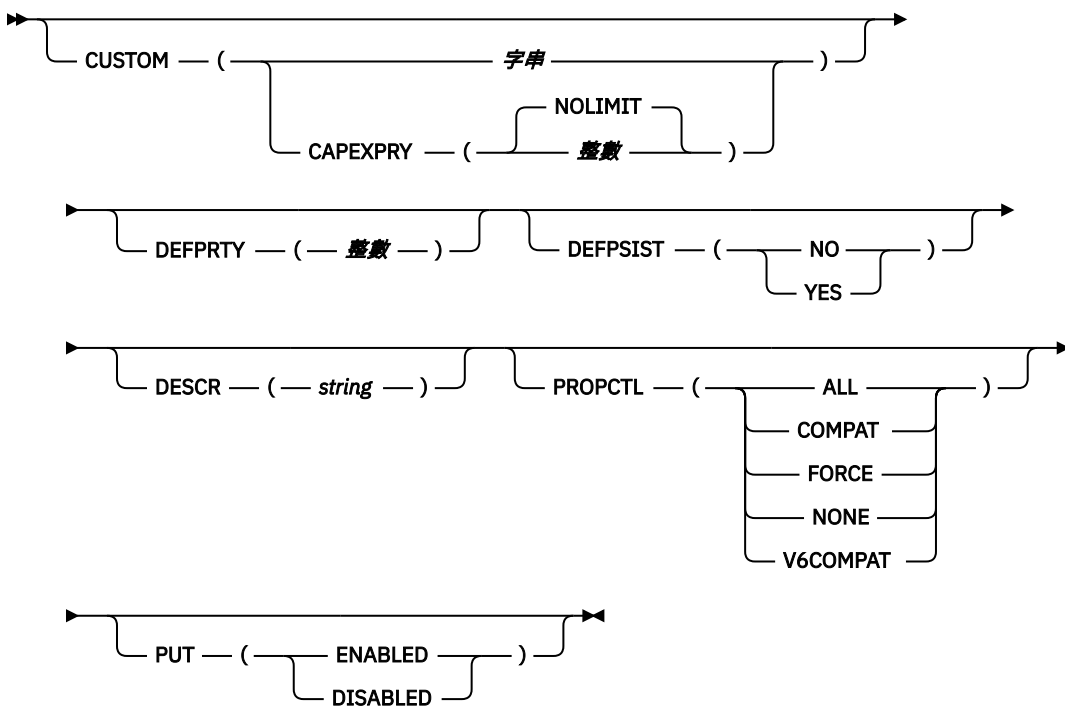 CUSTOM ( 字串 )
NOLIMIT
CAPEXPRY ( 整數 )
DEFPRTY ( 整數 ) DEFPSIST ( NO )
YES
DESCR ( string ) PROPCTL ( ALL )
COMPAT
FORCE
NONE
V6COMPAT
PUT ( ENABLED )
DISABLED